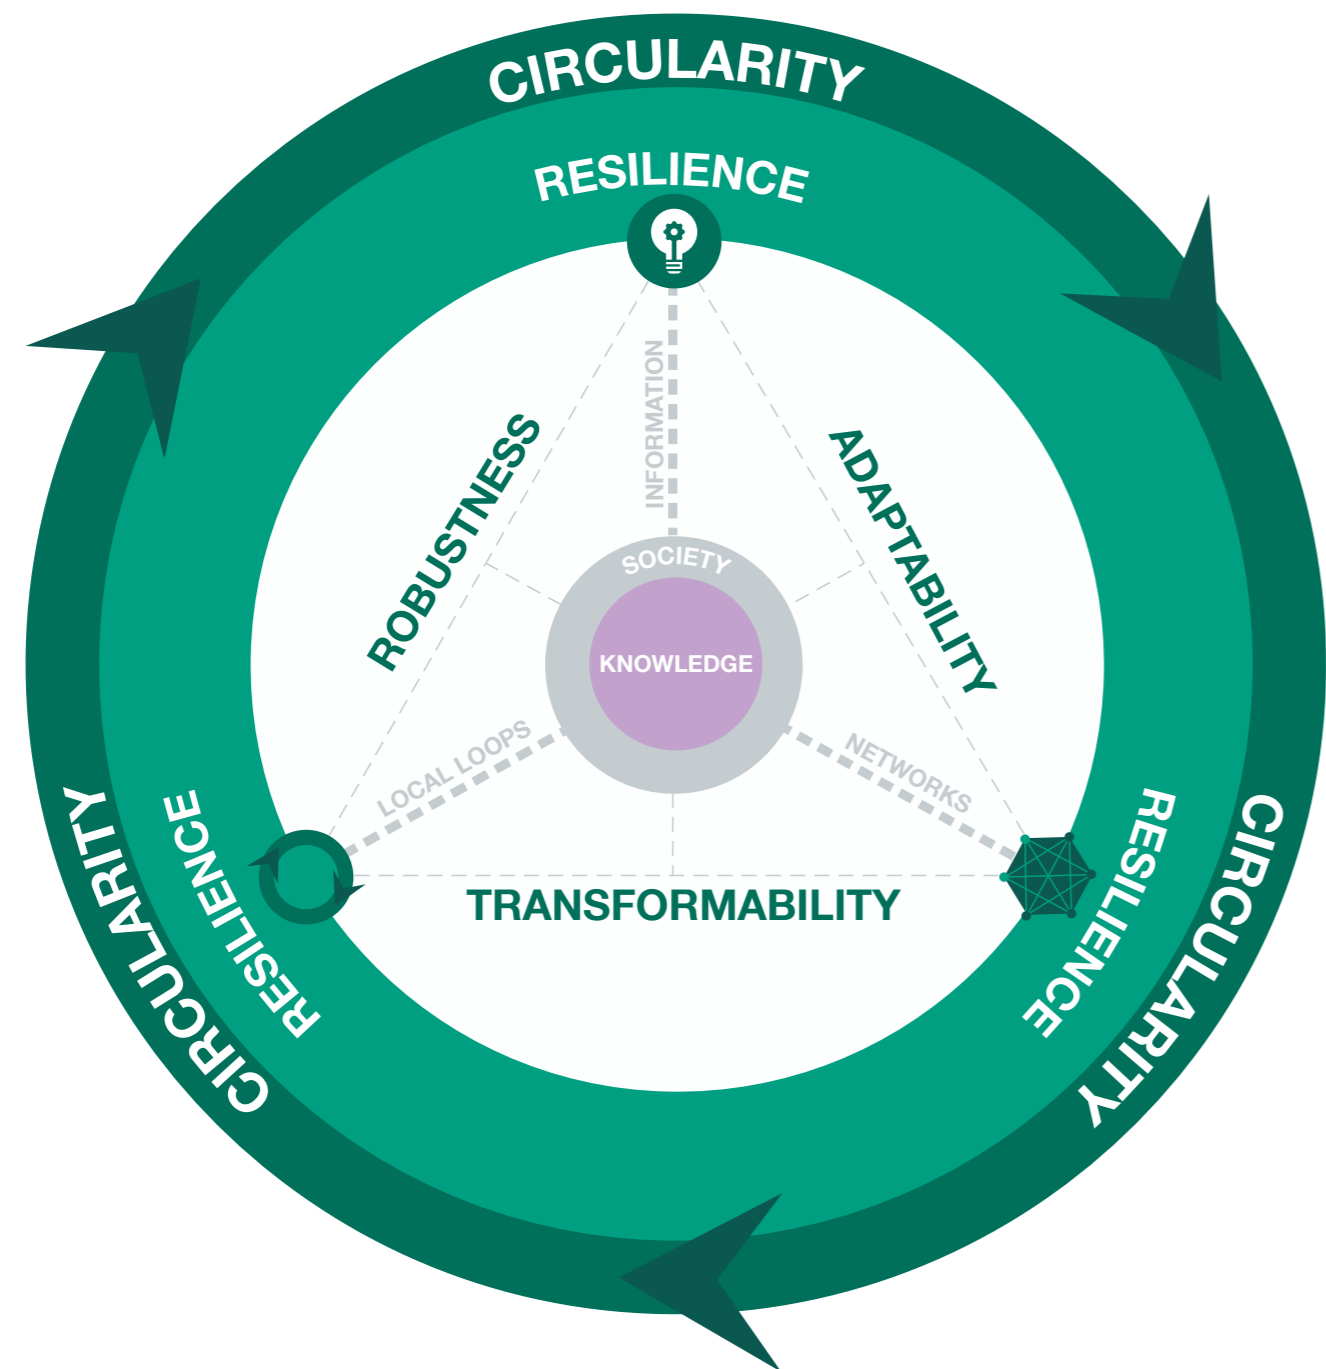 CIRCULARITY
RESILIENCE
INFORMATION
ROBUSTNESS
ADAPTABILITY
SOCIETY
KNOWLEDGE
LOCAL LOOPS
NETWORKS
TRANSFORMABILITY
CIRCULARITY
RESILIENCE
RESILIENCE
CIRCULARITY